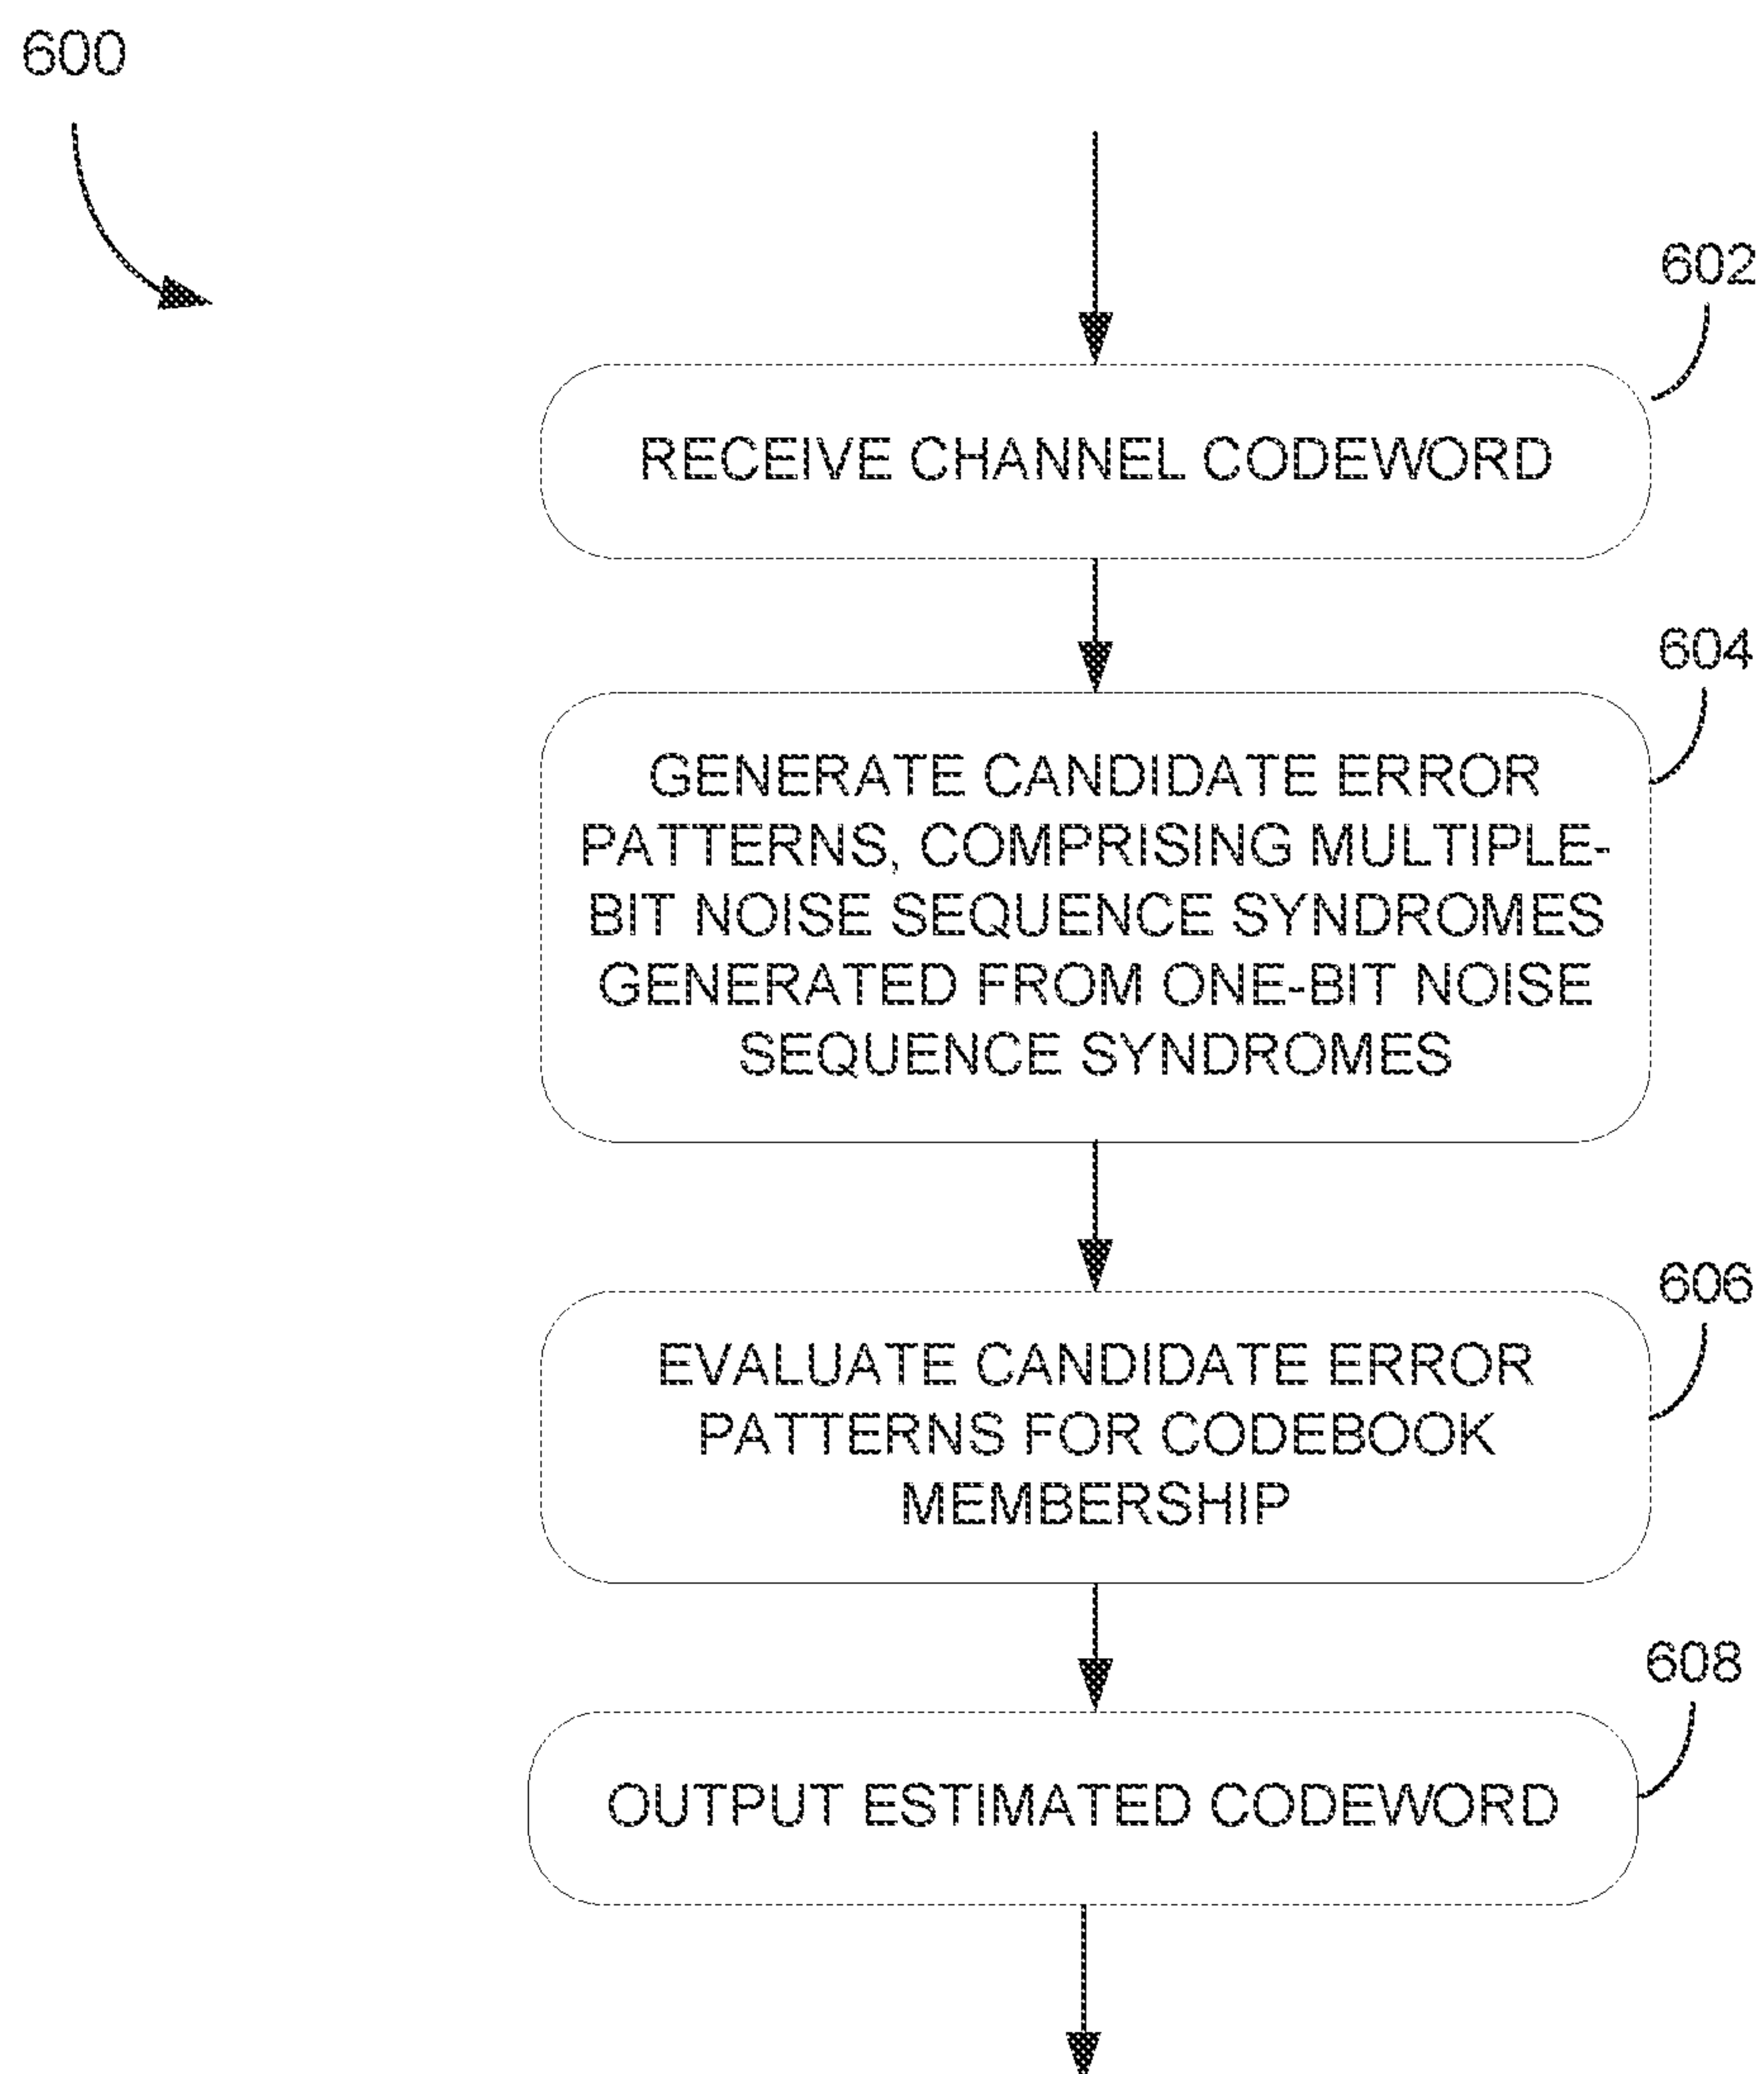 600
602
RECEIVE CHANNEL CODEWORD
604
GENERATE CANDIDATE ERROR
PATTERNS, COMPRISING MULTIPLE-
BIT NOISE SEQUENCE SYNDROMES
GENERATED FROM ONE-BIT NOISE
SEQUENCE SYNDROMES
606
EVALUATE CANDIDATE ERROR
PATTERNS FOR CODEBOOK
MEMBERSHIP
608
OUTPUT ESTIMATED CODEWORD